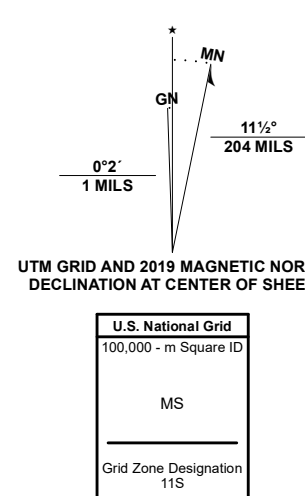 ★
MN
GN
11½°
204 MILS
0°2´
1 MILS
UTM GRID AND 2019 MAGNETIC NOR
DECLINATION AT CENTER OF SHEE
U.S. National Grid
100,000 - m Square ID
MS
Grid Zone Designation
11S